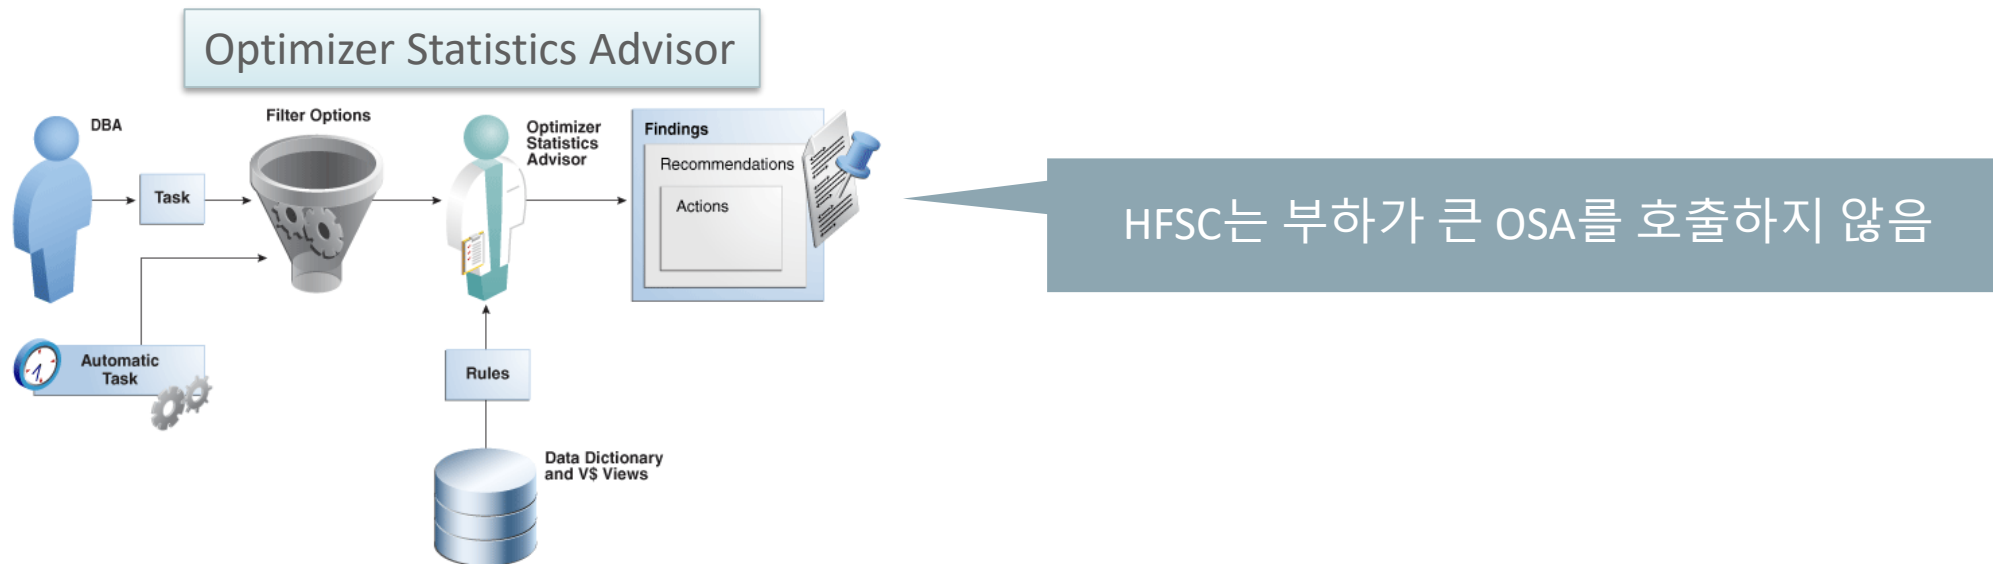 Optimizer Statistics Advisor
DBA
Filter Options
Task
Optimizer
Statistics
Advisor
Findings
Recommendations
Actions
Automatic
Task
Rules
Data Dictionary
and V$ Views
HFSC는 부하가 큰 OSA를 호출하지 않음